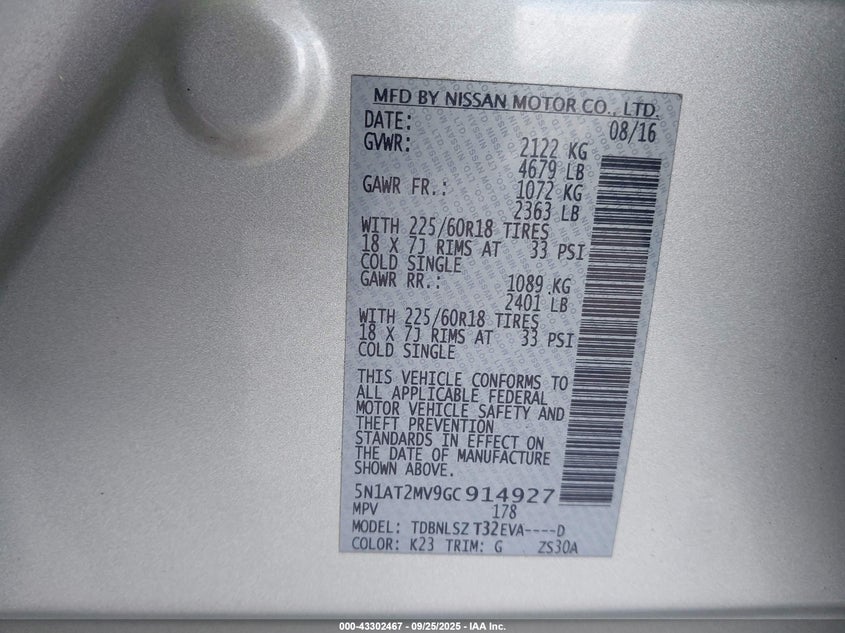 MFD BY NISSAN MOTOR CO., LTD.
DATE: 08/16
GVWR: 2122 KG
4679 LB
GAWR FR.: 1072 KG
2363 LB
WITH 225/60R18 TIRES
18 X 7J RIMS AT 33 PSI
COLD SINGLE
GAWR RR.: 1089 KG
2401 LB
WITH 225/60R18 TIRES
18 X 7J RIMS AT 33 PSI
COLD SINGLE
THIS VEHICLE CONFORMS TO
ALL APPLICABLE FEDERAL
MOTOR VEHICLE SAFETY AND
THEFT PREVENTION
STANDARDS IN EFFECT ON
THE DATE OF MANUFACTURE
SHOWN ABOVE.
5N1AT2MV9GC914927
MPV 178
MODEL: TDBNLSZ T32EVA----D
COLOR: K23 TRIM: G ZS30A
000-43302467 - 09/25/2025 - IAA Inc.